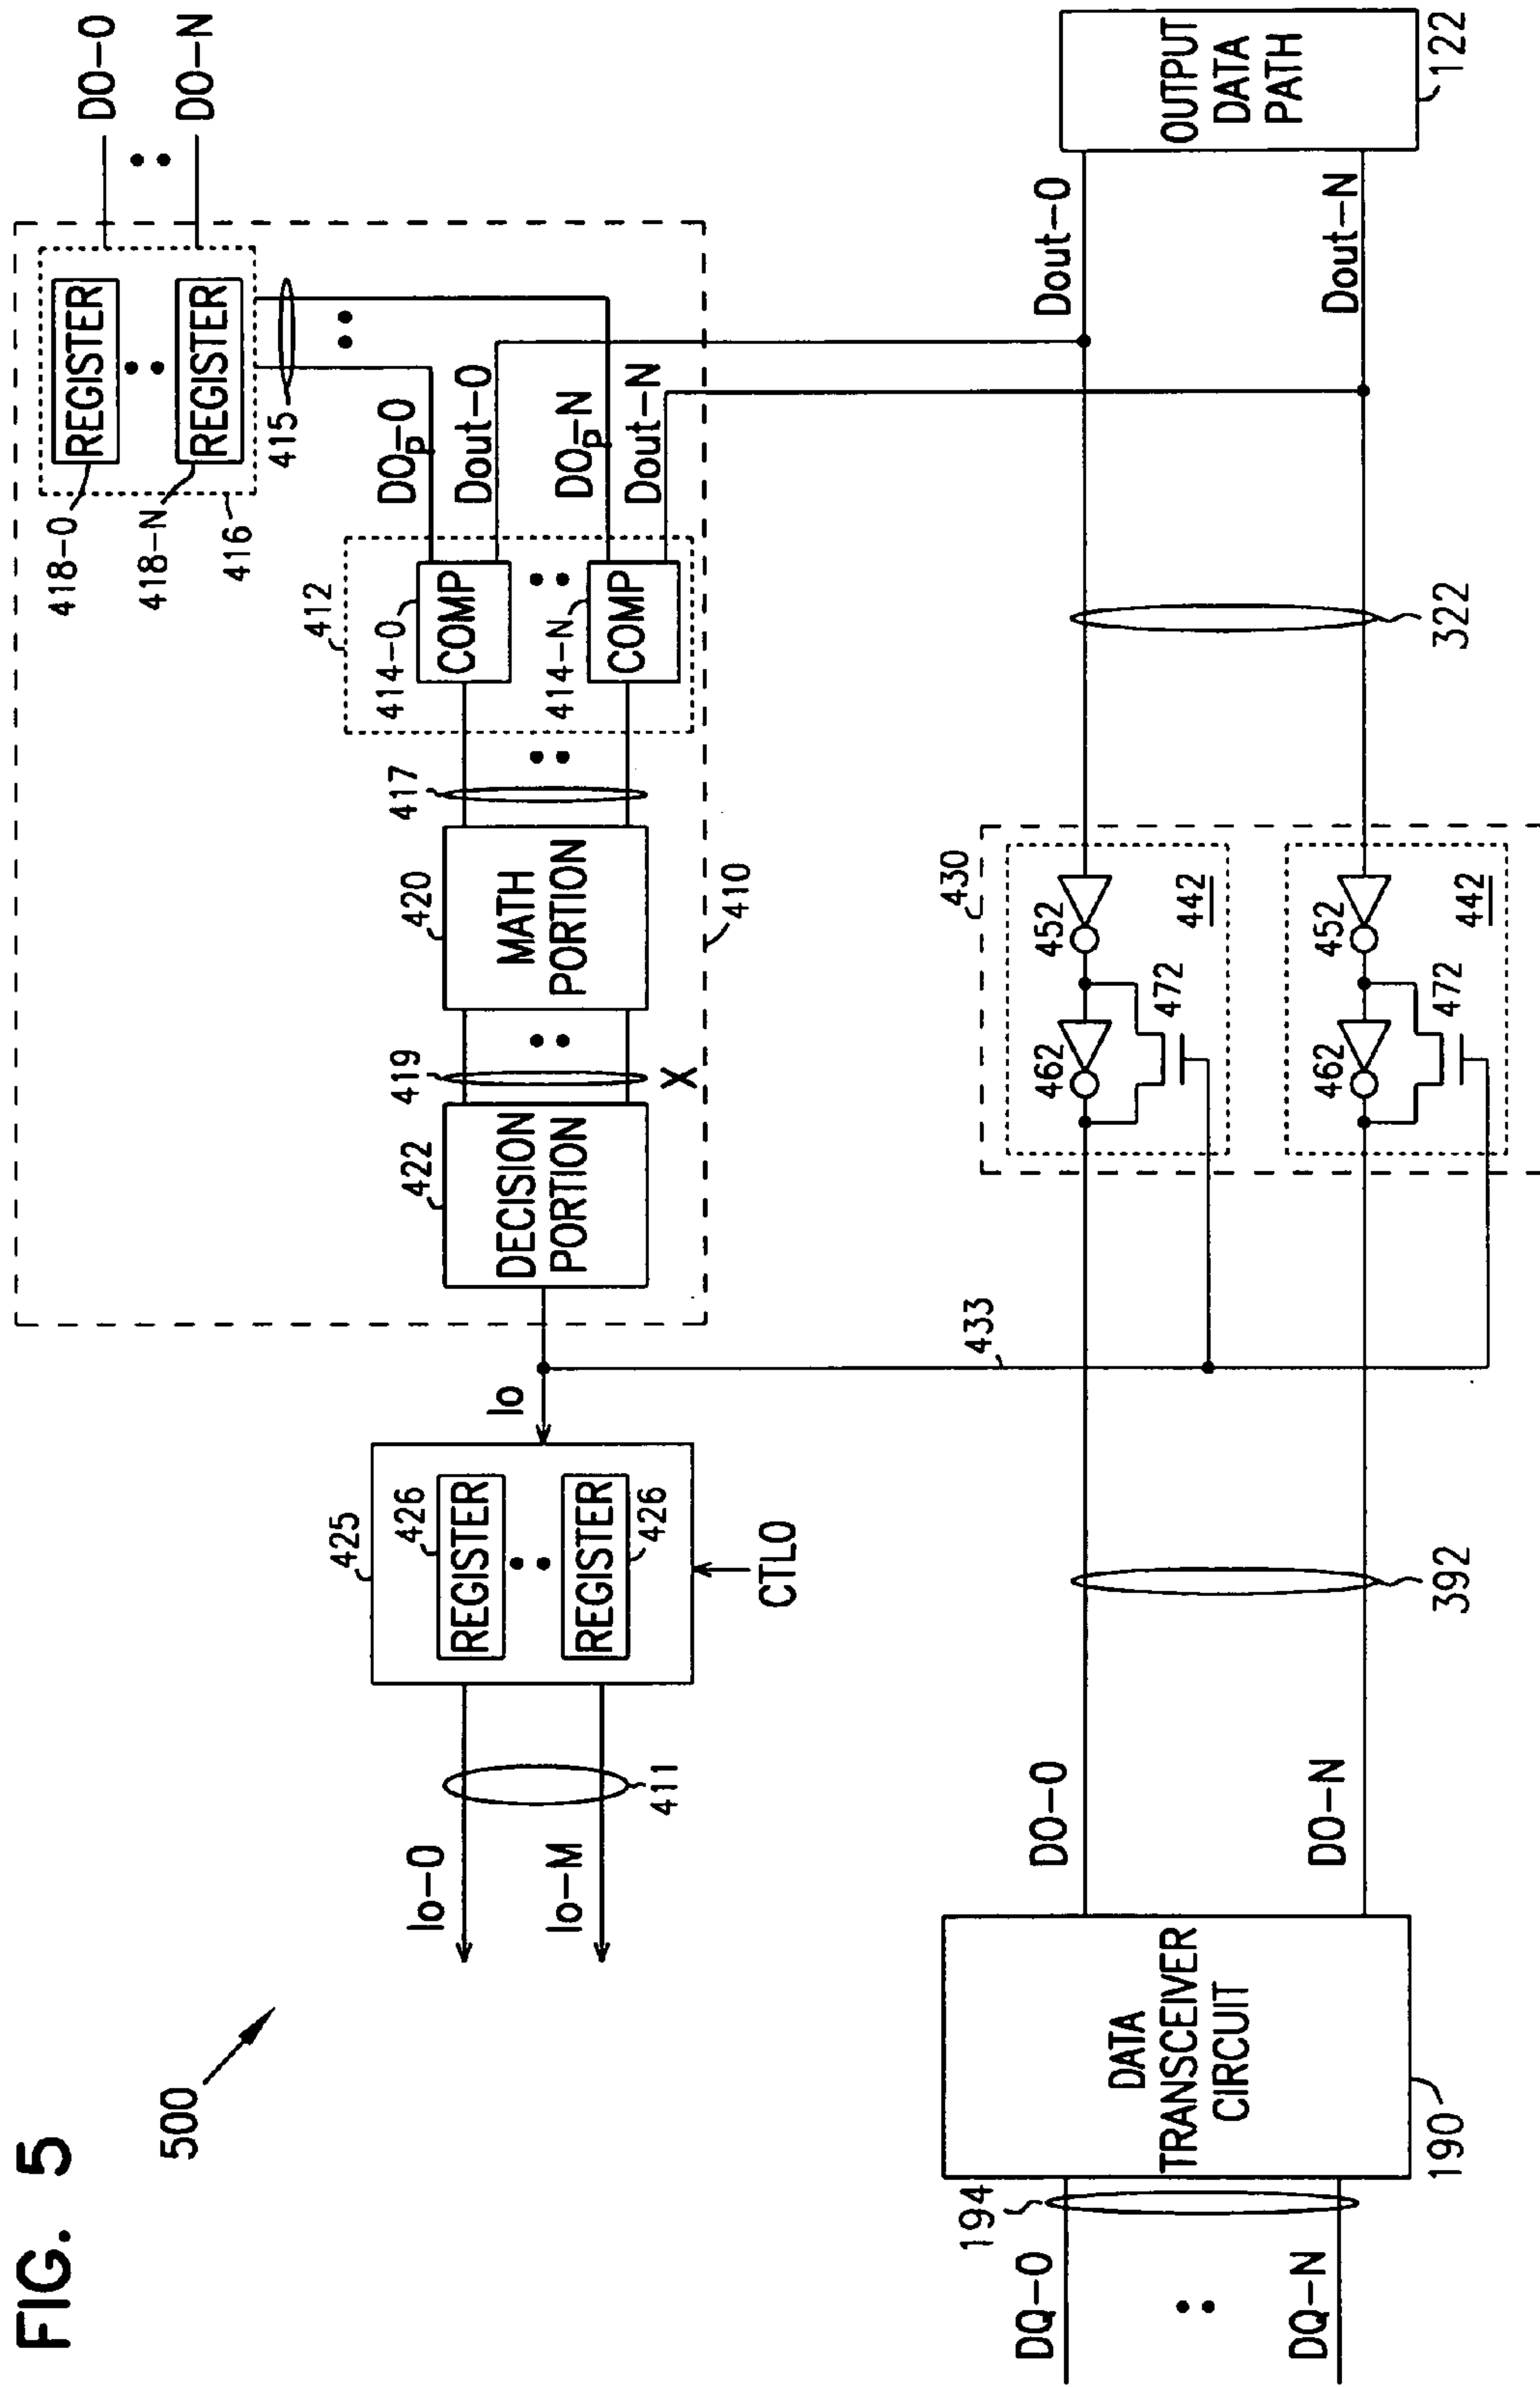 FIG. 5
500
Io-0
Io-M
411
425
426
REGISTER
REGISTER
426
CTLO
Io
433
422
DECISION
PORTION
419
X
420
MATH
PORTION
410
417
412
414-0
COMP
414-N
COMP
DOp-0
Dout-0
DOp-N
Dout-N
415
418-0
418-N
416
REGISTER
REGISTER
DO-0
DO-N
DQ-0
DQ-N
194
DATA
TRANSCEIVER
CIRCUIT
190
DO-0
DO-N
392
430
462
452
472
442
462
452
472
442
322
Dout-0
Dout-N
OUTPUT
DATA
PATH
122